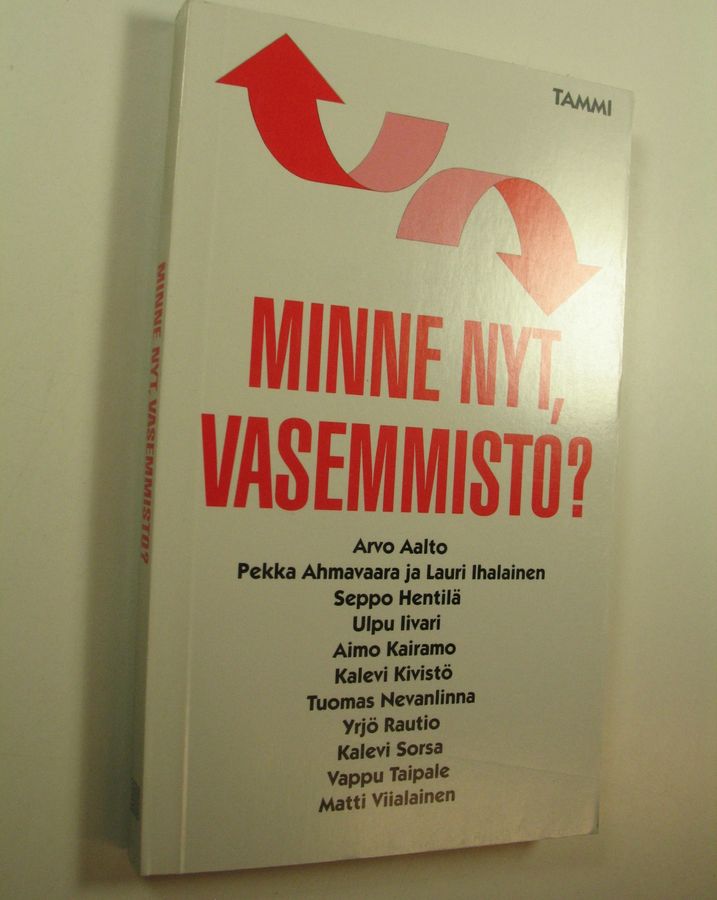 TAMMI
MINNE NYT,
VASEMMISTO?
Arvo Aalto
Pekka Ahmavaara ja Lauri Ihalainen
Seppo Hentilä
Ulpu Iivari
Aimo Kairamo
Kalevi Kivistö
Tuomas Nevanlinna
Yrjö Rautio
Kalevi Sorsa
Vappu Taipale
Matti Viialainen
MINNE NYT, VASEMMISTO?